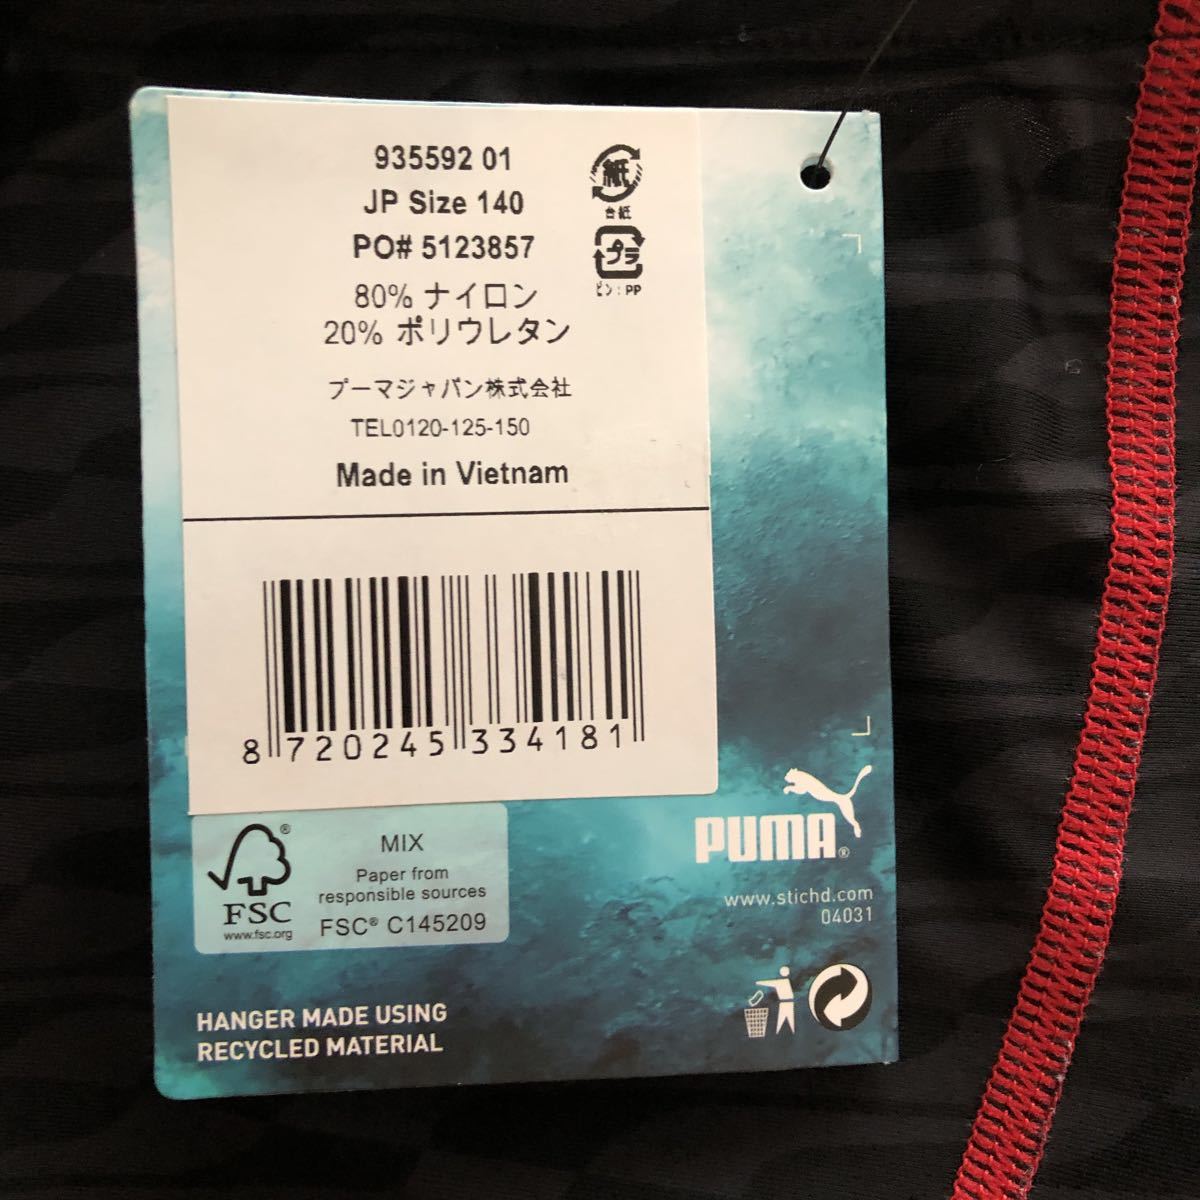 935592 01
JP Size 140
PO# 5123857
80% ナイロン
20% ポリウレタン
プーマジャパン株式会社
TEL0120-125-150
Made in Vietnam
紙
台紙
プラ
ピン:PP
8 720245 334181
FSC®
www.fsc.org
MIX
Paper from
responsible sources
FSC® C145209
PUMA®
www.stichd.com
04031
HANGER MADE USING
RECYCLED MATERIAL